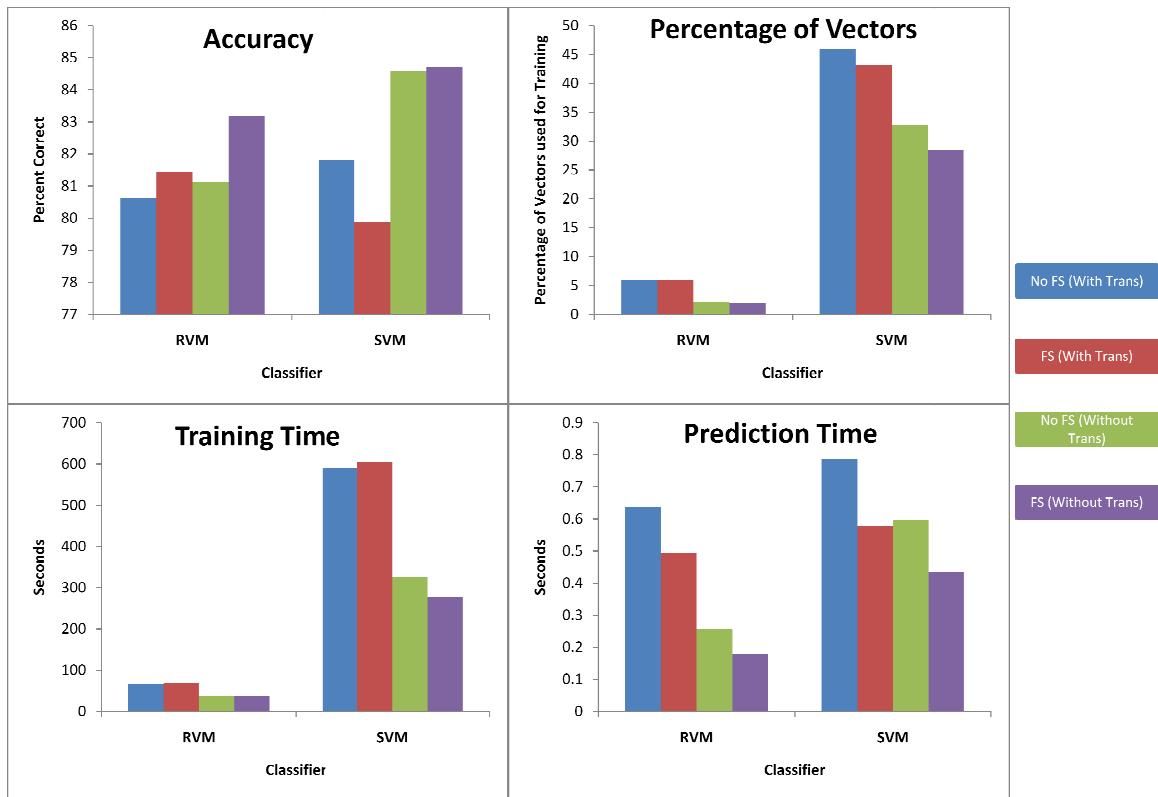 Accuracy
86
85
84
83
82
81
80
79
78
77
Percent Correct
RVM
SVM
Classifier
Percentage of Vectors
50
45
40
35
30
25
20
15
10
5
0
Percentage of Vectors used for Training
RVM
SVM
Classifier
Training Time
700
600
500
400
300
200
100
0
Seconds
RVM
SVM
Classifier
Prediction Time
0.9
0.8
0.7
0.6
0.5
0.4
0.3
0.2
0.1
0
Seconds
RVM
SVM
Classifier
No FS (With Trans)
FS (With Trans)
No FS (Without
Trans)
FS (Without Trans)